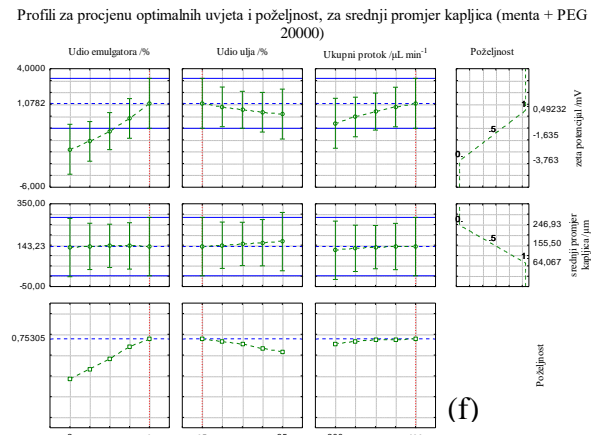 Profili za procjenu optimalnih uvjeta i poželjnost, za srednji promjer kapljica (menta + PEG
20000)
Udio emulgatora /%
Udio ulja /%
Ukupni protok /µL min⁻¹
Poželjnost
4,0000
1,0782
-6,000
1,
,5
0,
0,49232
-1,635
-3,763
zeta potencijal /mV
350,00
143,23
-50,00
0,
,5
1,
246,93
155,50
64,067
srednji promjer
kapljica /µm
0,75305
Poželjnost
(f)